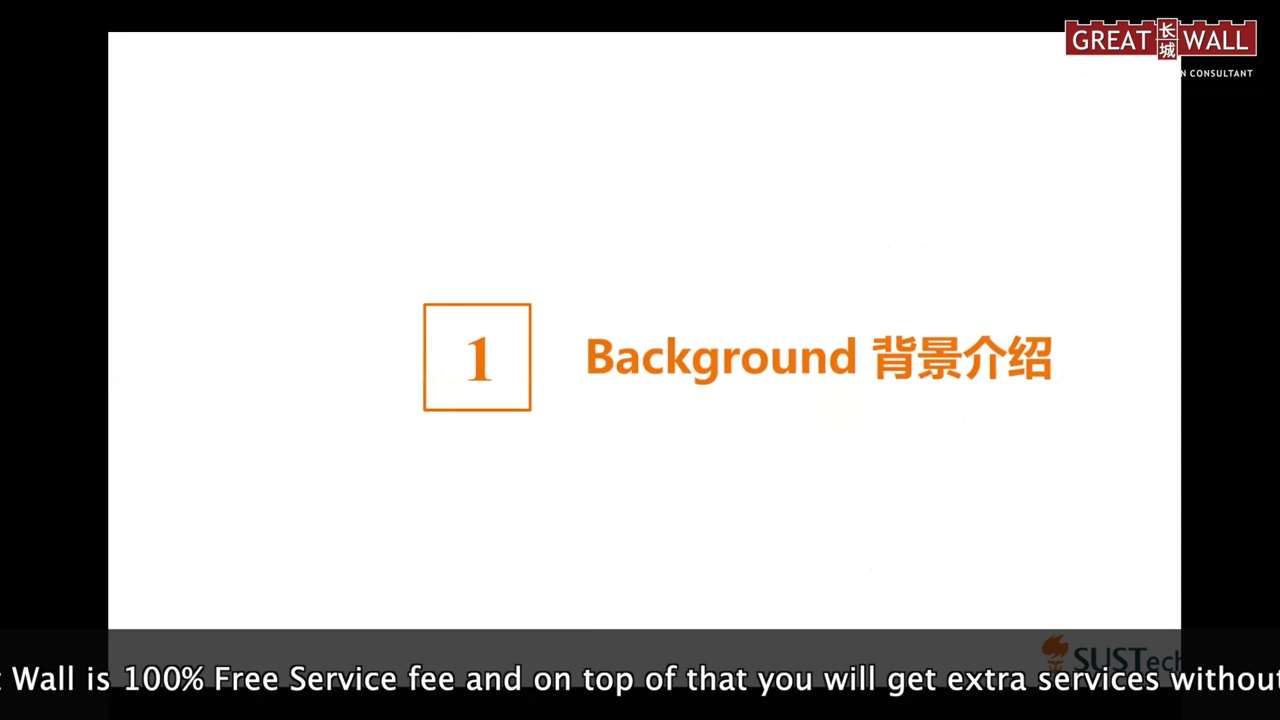 GREAT 长城 WALL
N CONSULTANT
1 Background 背景介绍
SUSTech
Wall is 100% Free Service fee and on top of that you will get extra services without